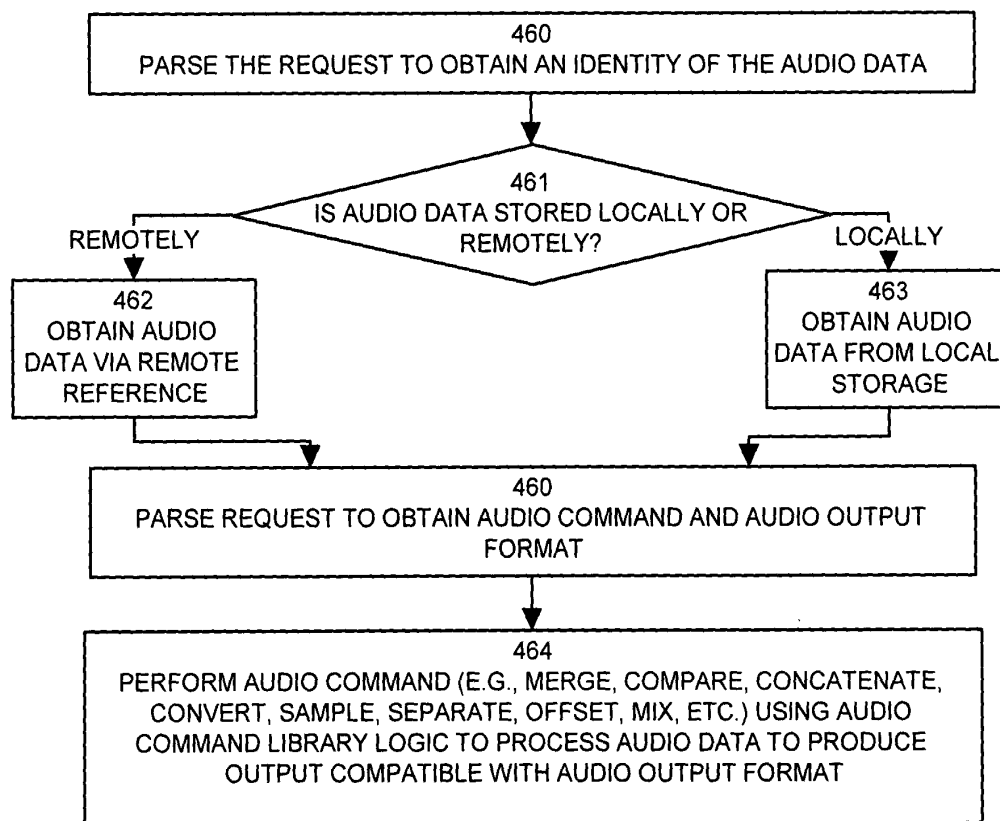 460
PARSE THE REQUEST TO OBTAIN AN IDENTITY OF THE AUDIO DATA
461
IS AUDIO DATA STORED LOCALLY OR
REMOTELY?
REMOTELY
LOCALLY
462
OBTAIN AUDIO
DATA VIA REMOTE
REFERENCE
463
OBTAIN AUDIO
DATA FROM LOCAL
STORAGE
460
PARSE REQUEST TO OBTAIN AUDIO COMMAND AND AUDIO OUTPUT
FORMAT
464
PERFORM AUDIO COMMAND (E.G., MERGE, COMPARE, CONCATENATE,
CONVERT, SAMPLE, SEPARATE, OFFSET, MIX, ETC.) USING AUDIO
COMMAND LIBRARY LOGIC TO PROCESS AUDIO DATA TO PRODUCE
OUTPUT COMPATIBLE WITH AUDIO OUTPUT FORMAT